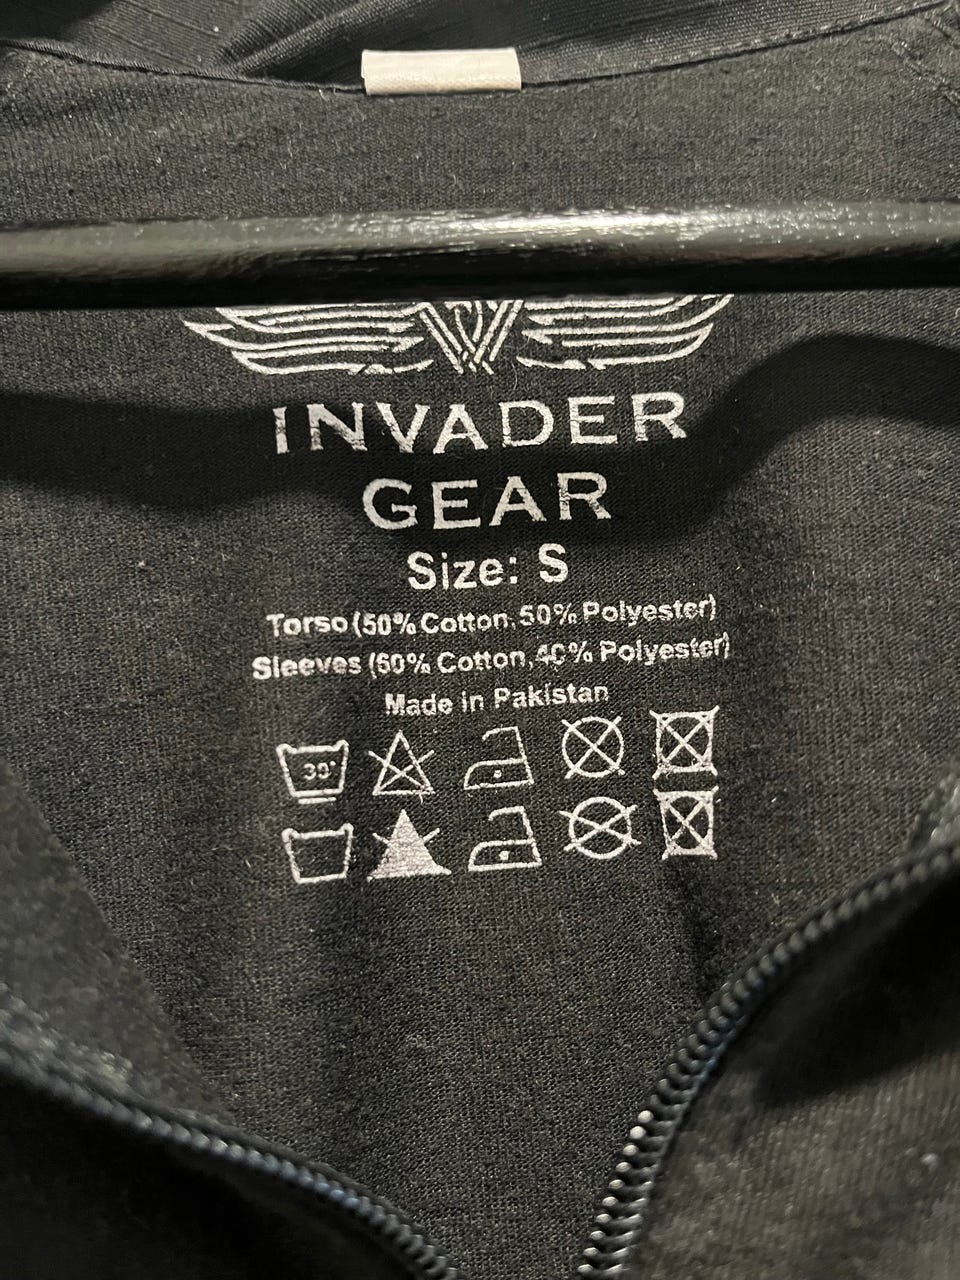 INVADER
GEAR
Size: S
Torso (50% Cotton, 50% Polyester)
Sleeves (60% Cotton, 40% Polyester)
Made in Pakistan
30°